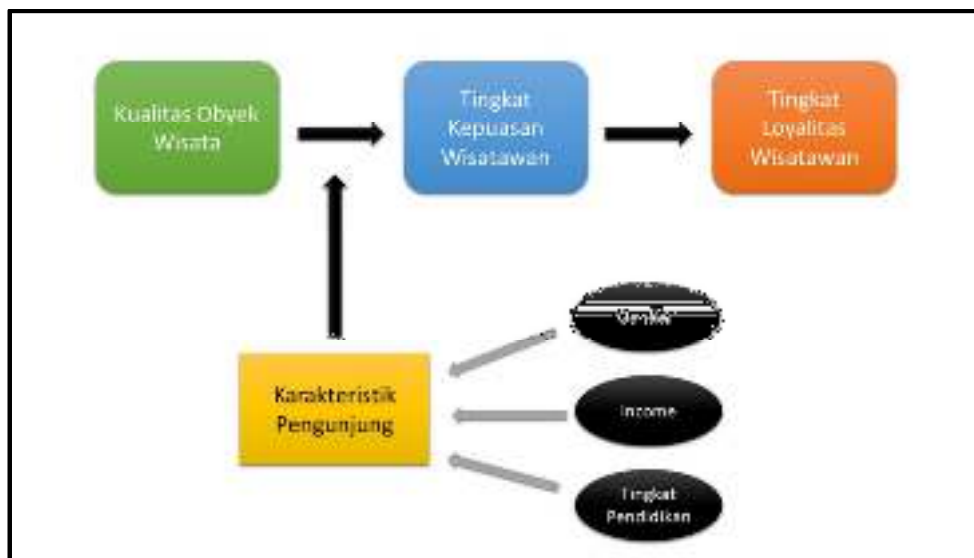 Kualitas Obyek
Wisata
Tingkat
Kepuasan
Wisatawan
Tingkat
Loyalitas
Wisatawan
Karakteristik
Pengunjung
Income
Tingkat
Pendidikan